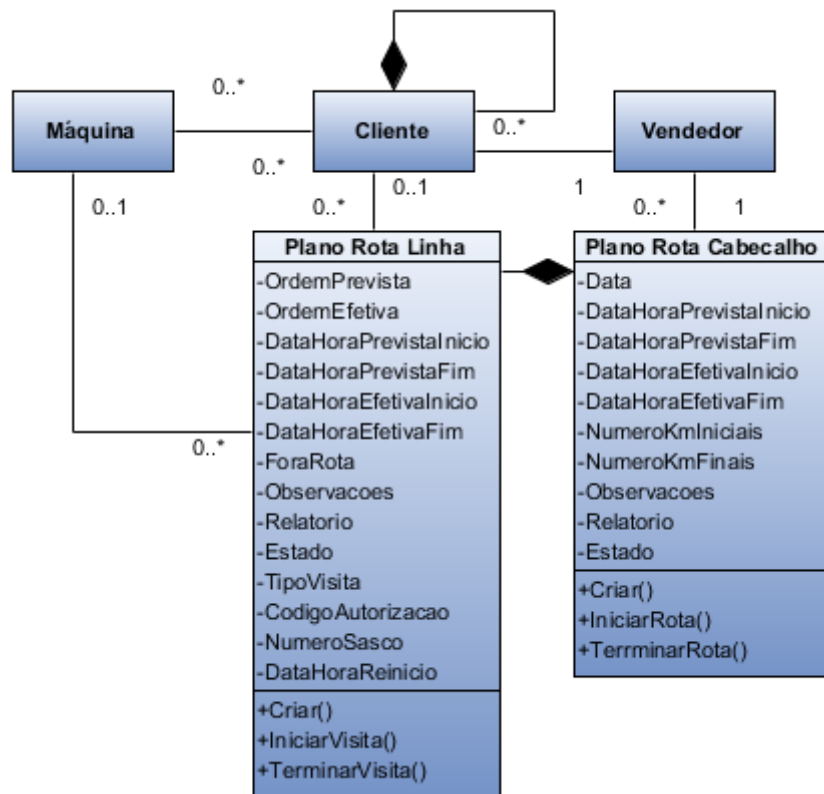 0..*
Máquina
Cliente
0..*
Vendedor
0..*
0..1
0..1
1
0..*
0..*
1
Plano Rota Linha
-OrdemPrevista
-OrdemEfetiva
-DataHoraPrevistaInicio
-DataHoraPrevistaFim
-DataHoraEfetivaInicio
-DataHoraEfetivaFim
0..*
-ForaRota
-Observacoes
-Relatorio
-Estado
-TipoVisita
-CodigoAutorizacao
-NumeroSasco
-DataHoraReinicio
+Criar()
+IniciarVisita()
+TerminarVisita()
Plano Rota Cabecalho
-Data
-DataHoraPrevistaInicio
-DataHoraPrevistaFim
-DataHoraEfetivaInicio
-DataHoraEfetivaFim
-NumeroKmIniciais
-NumeroKmFinais
-Observacoes
-Relatorio
-Estado
+Criar()
+IniciarRota()
+TerrminarRota()